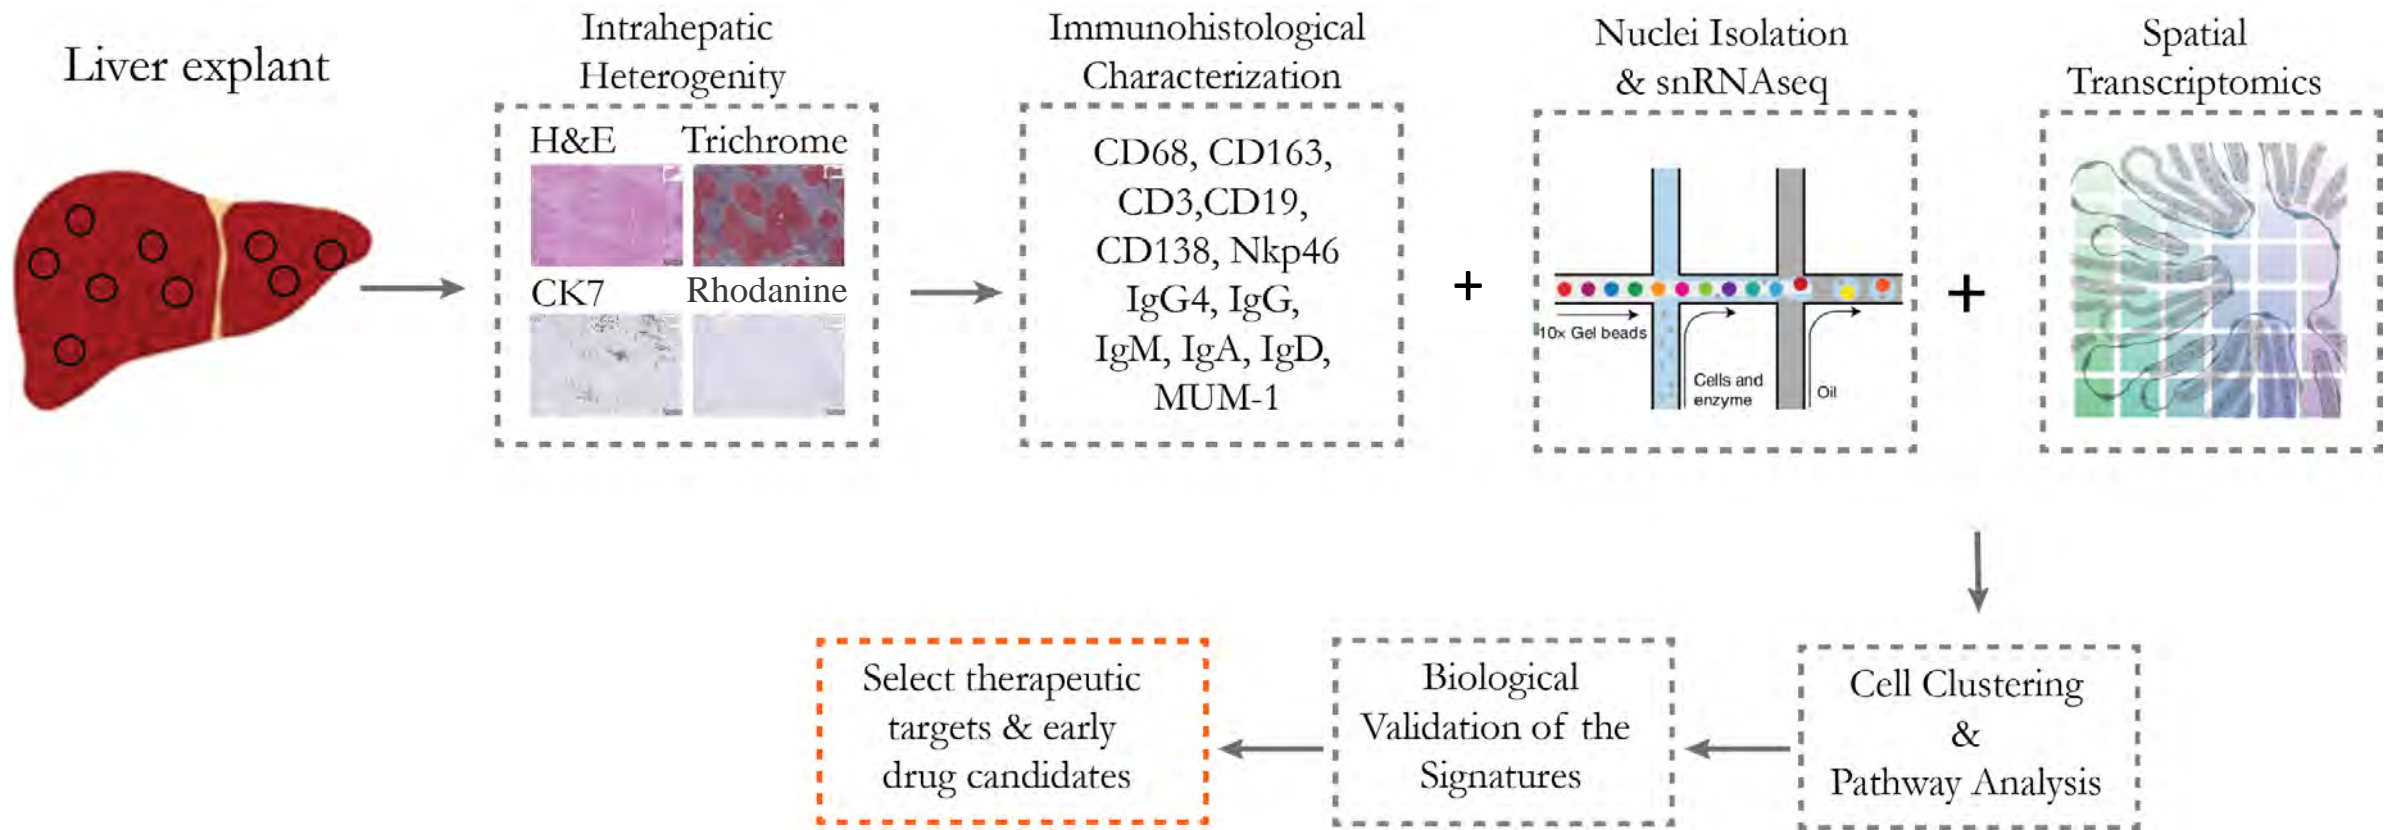 Liver explant
Intrahepatic
Heterogenity
H&E Trichrome
CK7 Rhodanine
Immunohistological
Characterization
CD68, CD163,
CD3,CD19,
CD138, Nkp46
IgG4, IgG,
IgM, IgA, IgD,
MUM-1
+
Nuclei Isolation
& snRNAseq
10× Gel beads
Cells and
enzyme
Oil
+
Spatial
Transcriptomics
Cell Clustering
&
Pathway Analysis
Biological
Validation of the
Signatures
Select therapeutic
targets & early
drug candidates